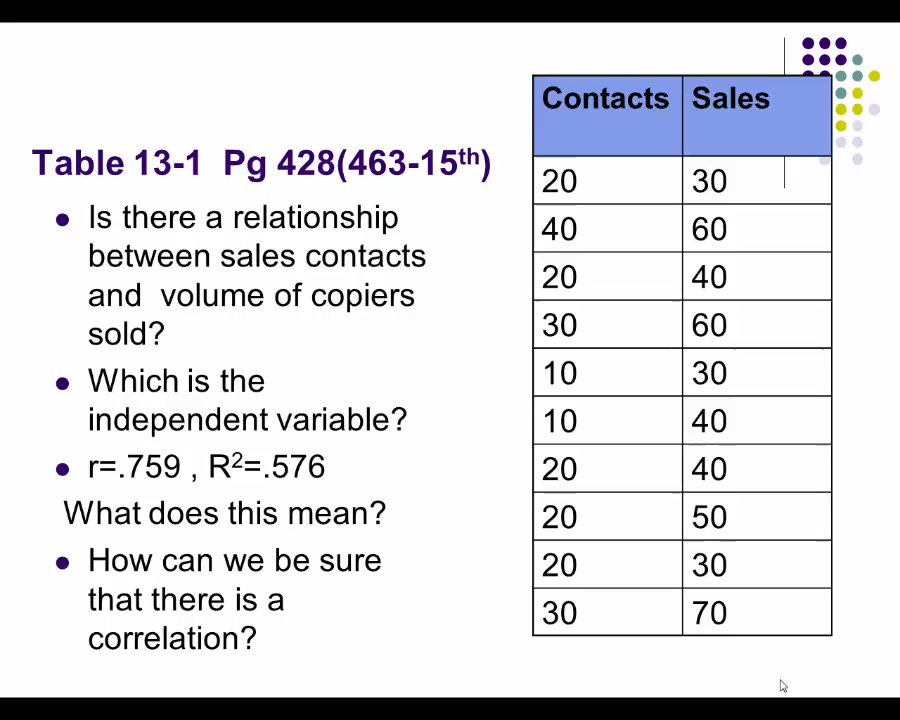 Table 13-1 Pg 428(463-15th)
Is there a relationship
between sales contacts
and volume of copiers
sold?
Which is the
independent variable?
r=.759 , R²=.576
What does this mean?
How can we be sure
that there is a
correlation?
Contacts Sales
20 30
40 60
20 40
30 60
10 30
10 40
20 40
20 50
20 30
30 70